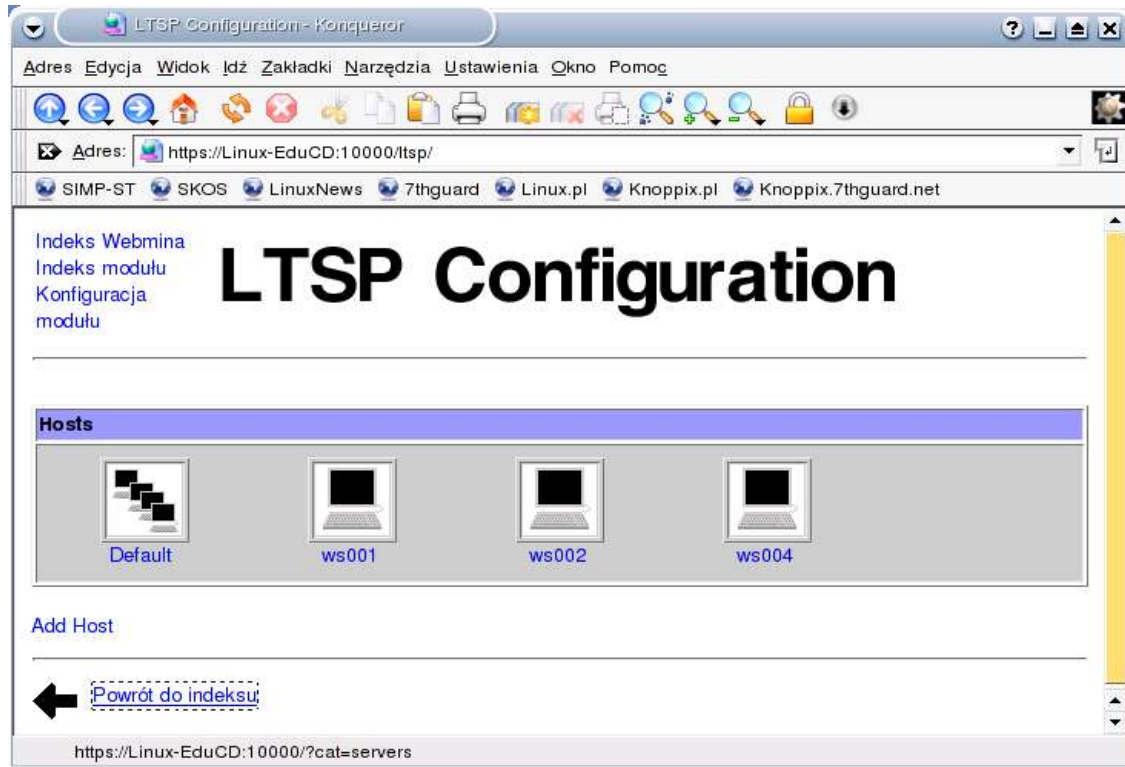 LTSP Configuration - Konqueror
Adres Edycja Widok Idź Zakładki Narzędzia Ustawienia Okno Pomoc
Adres: https://Linux-EduCD:10000/ltsp/
SIMP-ST SKOS LinuxNews 7thguard Linux.pl Knoppix.pl Knoppix.7thguard.net
Indeks Webmina
Indeks modułu
Konfiguracja
modułu
LTSP Configuration
Hosts
Default ws001 ws002 ws004
Add Host
Powrót do indeksu
https://Linux-EduCD:10000/?cat=servers